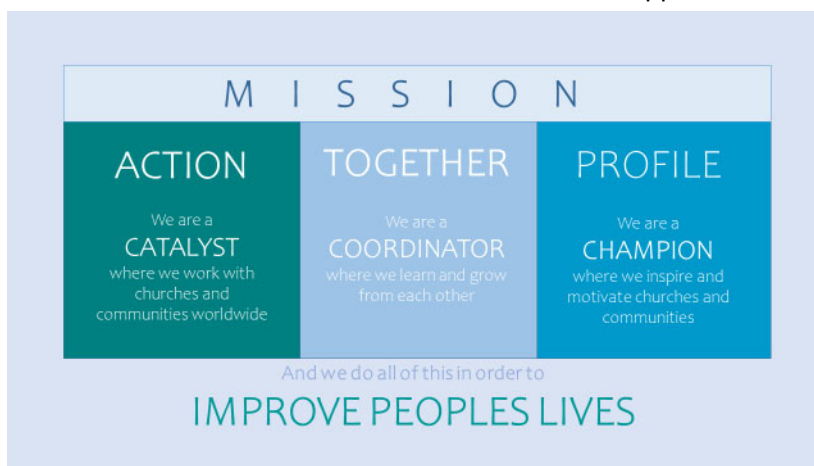 MISSION
ACTION
We are a
CATALYST
where we work with
churches and
communities worldwide
TOGETHER
We are a
COORDINATOR
where we learn and grow
from each other
PROFILE
We are a
CHAMPION
where we inspire and
motivate churches and
communities
And we do all of this in order to
IMPROVE PEOPLES LIVES